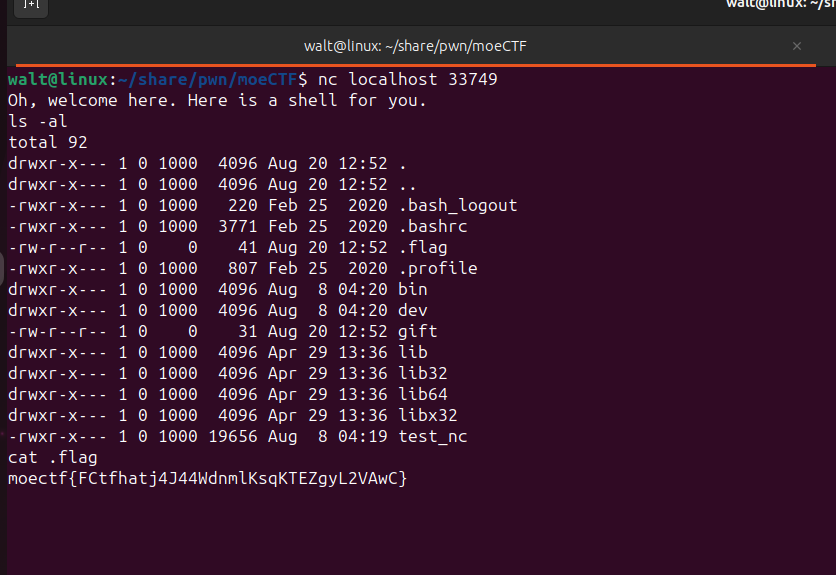 walt@linux: ~/sh
walt@linux: ~/share/pwn/moeCTF
walt@linux:~/share/pwn/moeCTF$ nc localhost 33749
Oh, welcome here. Here is a shell for you.
ls -al
total 92
drwxr-x--- 1 0 1000  4096 Aug 20 12:52 .
drwxr-x--- 1 0 1000  4096 Aug 20 12:52 ..
-rwxr-x--- 1 0 1000   220 Feb 25  2020 .bash_logout
-rwxr-x--- 1 0 1000  3771 Feb 25  2020 .bashrc
-rw-r--r-- 1 0    0    41 Aug 20 12:52 .flag
-rwxr-x--- 1 0 1000   807 Feb 25  2020 .profile
drwxr-x--- 1 0 1000  4096 Aug  8 04:20 bin
drwxr-x--- 1 0 1000  4096 Aug  8 04:20 dev
-rw-r--r-- 1 0    0    31 Aug 20 12:52 gift
drwxr-x--- 1 0 1000  4096 Apr 29 13:36 lib
drwxr-x--- 1 0 1000  4096 Apr 29 13:36 lib32
drwxr-x--- 1 0 1000  4096 Apr 29 13:36 lib64
drwxr-x--- 1 0 1000  4096 Apr 29 13:36 libx32
-rwxr-x--- 1 0 1000 19656 Aug  8 04:19 test_nc
cat .flag
moectf{FCtfhatj4J44WdnmlKsqKTEZgyL2VAwC}